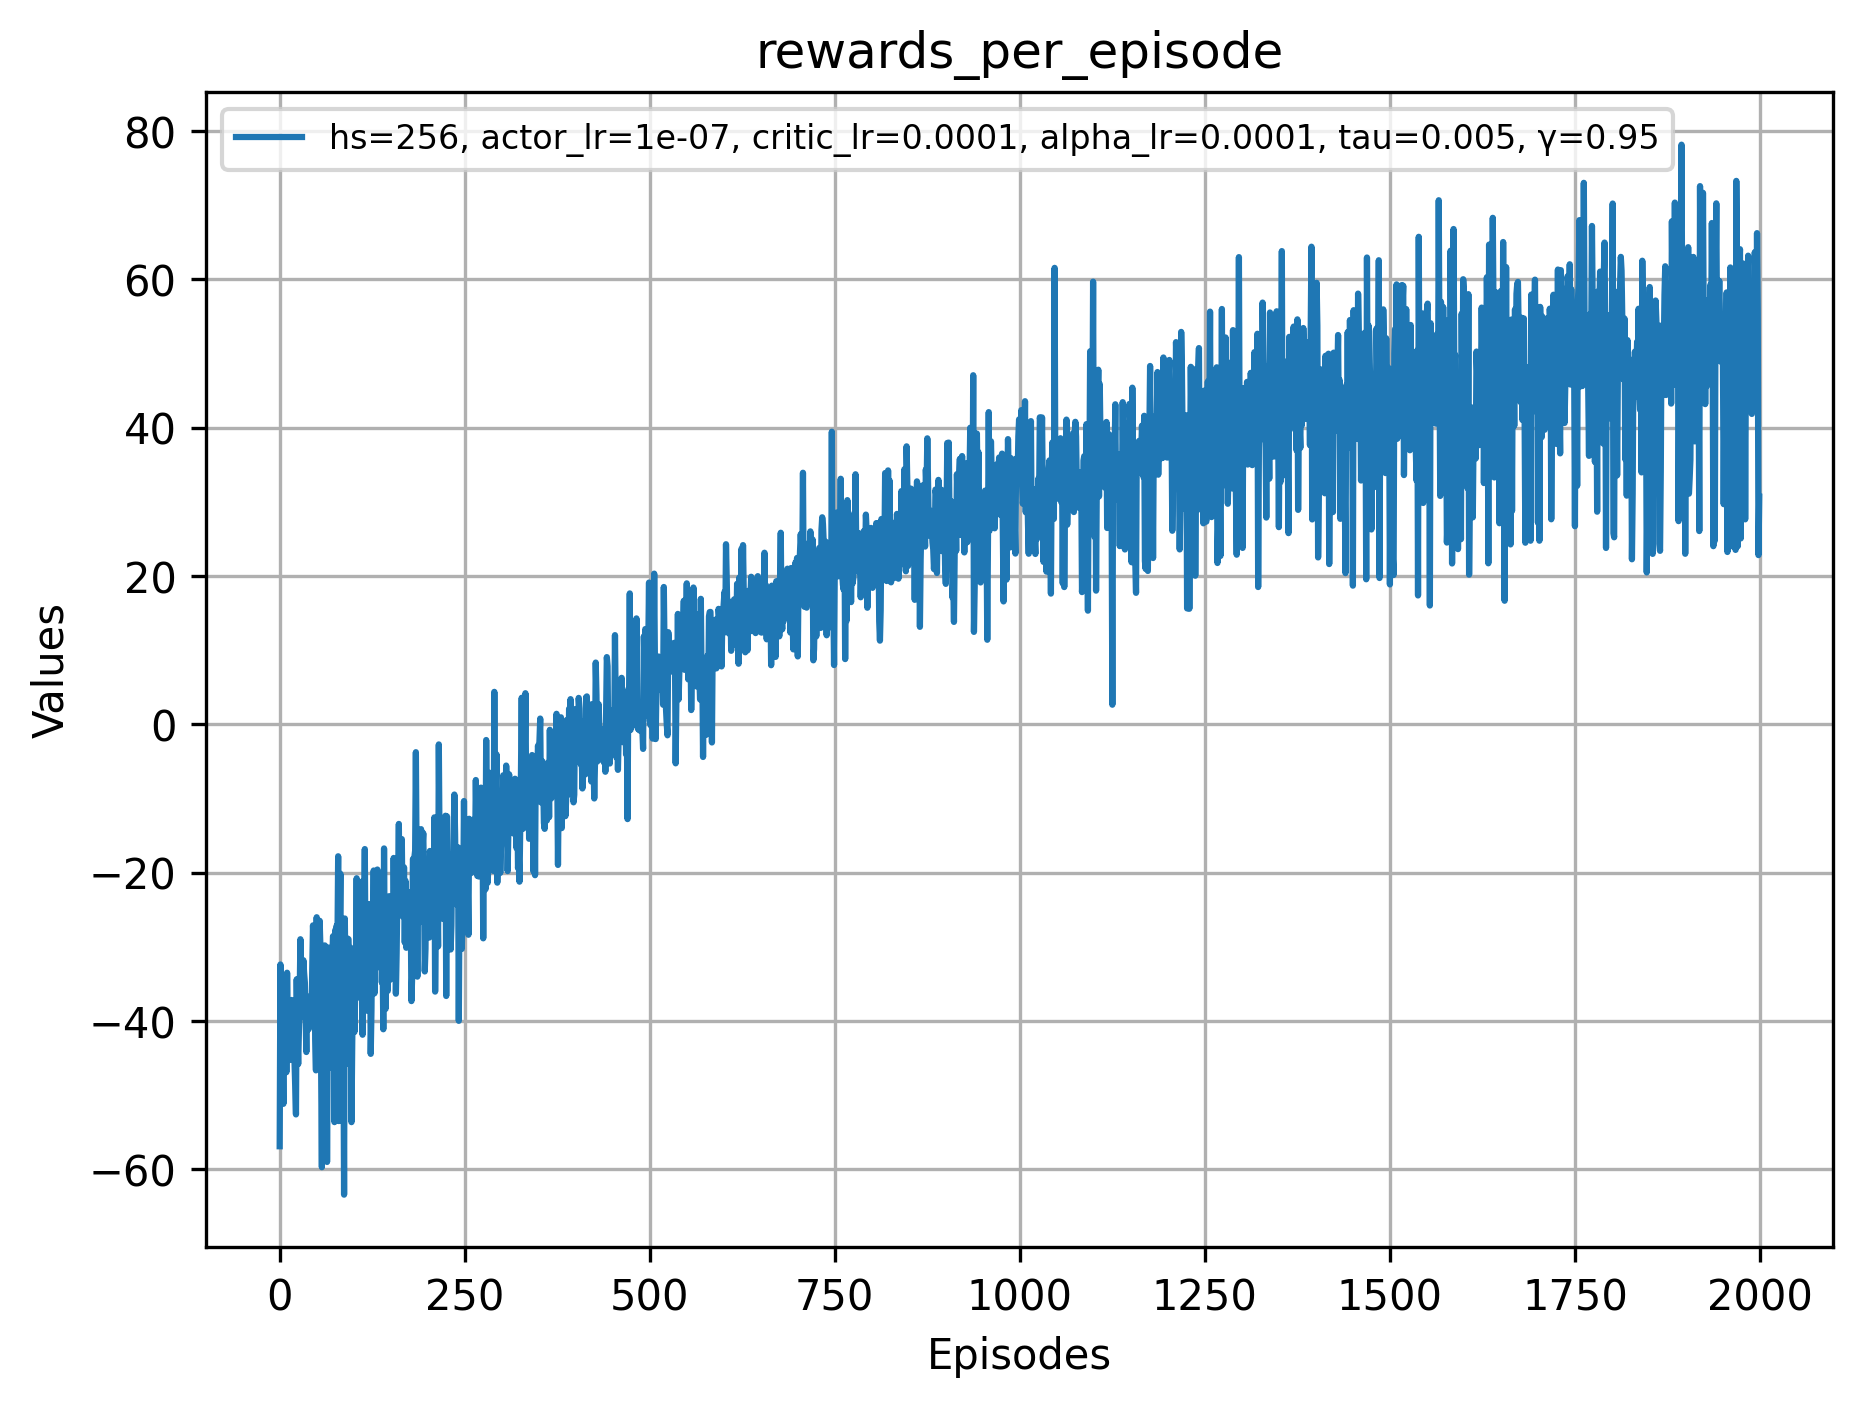 rewards_per_episode
hs=256, actor_lr=1e-07, critic_lr=0.0001, alpha_lr=0.0001, tau=0.005, γ=0.95
Values
80
60
40
20
0
−20
−40
−60
0 250 500 750 1000 1250 1500 1750 2000
Episodes